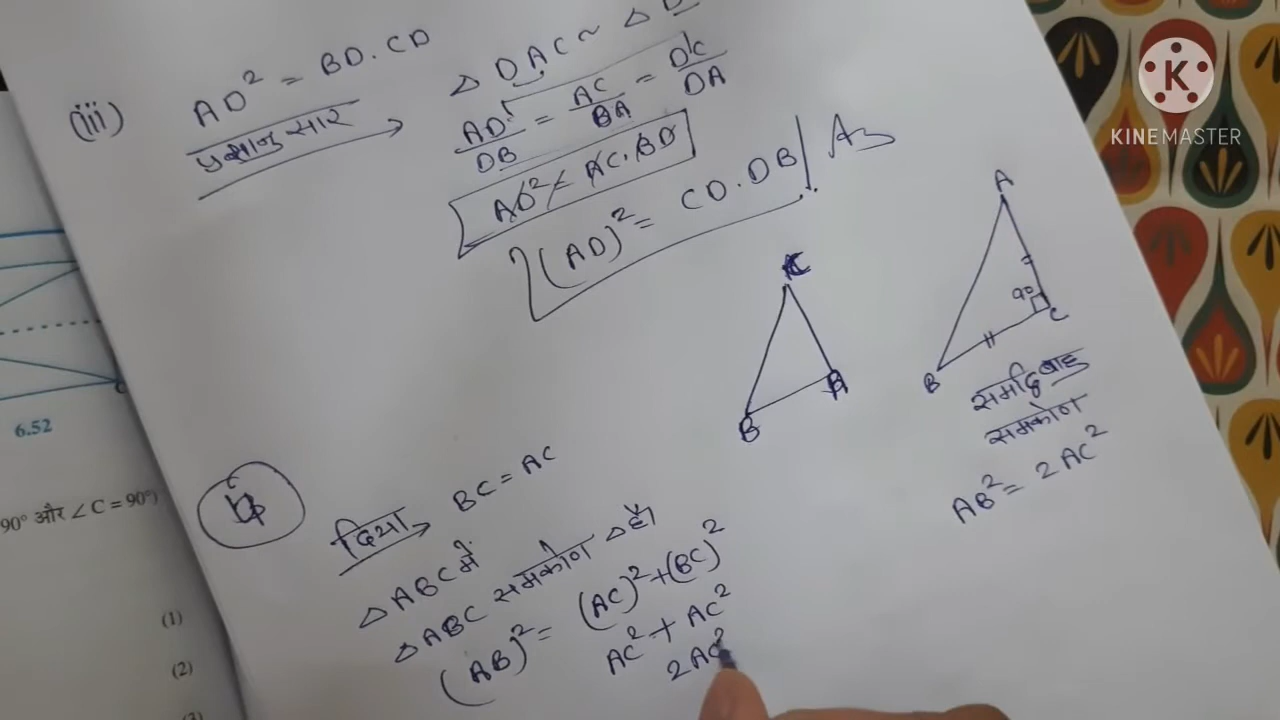 (iii) AD² = BD.CD
प्रश्नानुसार
△DAC ~ △
AD/DB = AC/BA = DC/DA
AD² = AC.BD
(AD)² = CD.DB
C
B
A
A
90
C
B
समद्विबाहु
समकोण
AB² = 2AC²
6.52
90° और ∠C = 90°)
(1)
(2)
दिया BC = AC
△ABC में
△ABC समकोण △ है।
(AB)² = (AC)² + (BC)²
AC² + AC²
2AC²
KINEMASTER